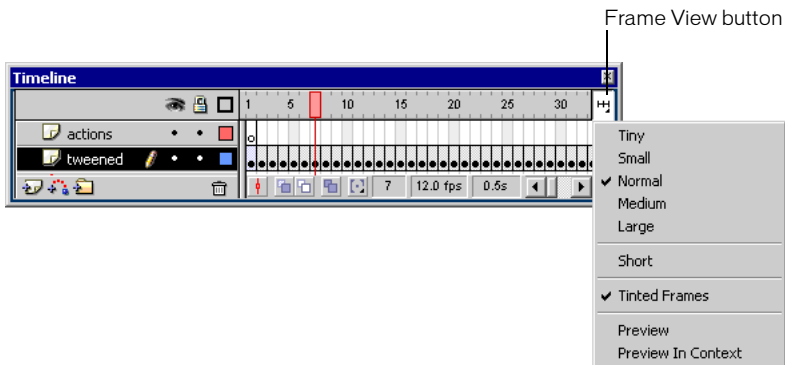 Frame View button
Timeline
1 5 10 15 20 25 30
actions
tweened
7 12.0 fps 0.5s
Tiny
Small
Normal
Medium
Large
Short
Tinted Frames
Preview
Preview In Context